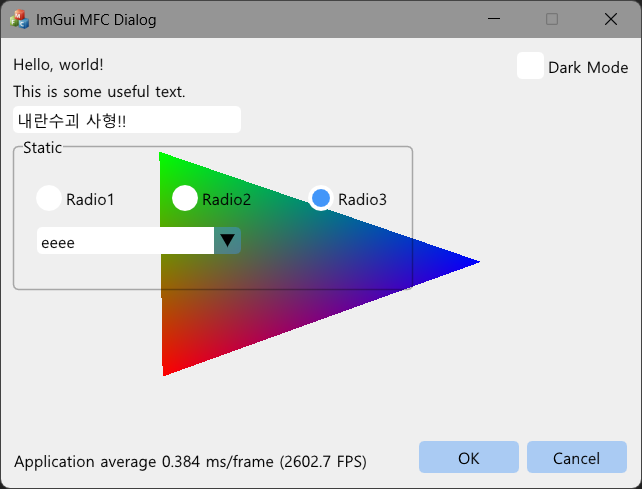 ImGui MFC Dialog
Hello, world!
Dark Mode
This is some useful text.
내란수괴 사형!!
Static
Radio1
Radio2
Radio3
eeee
Application average 0.384 ms/frame (2602.7 FPS)
OK
Cancel